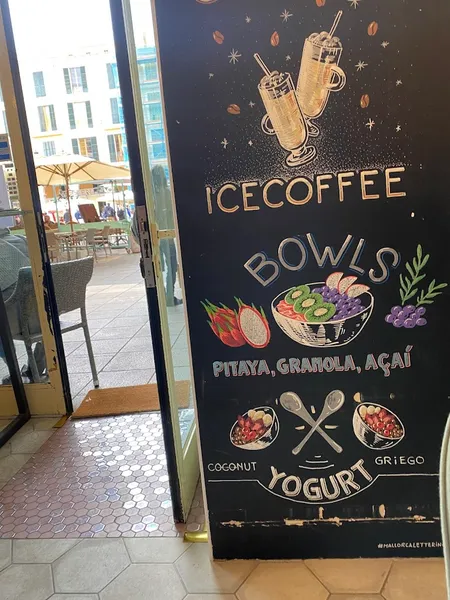 ICECOFFEE
BOWLS
PITAYA, GRANOLA, AÇAÍ
COCONUT GRiEGO
YOGURT
#MALLORCALETTERING